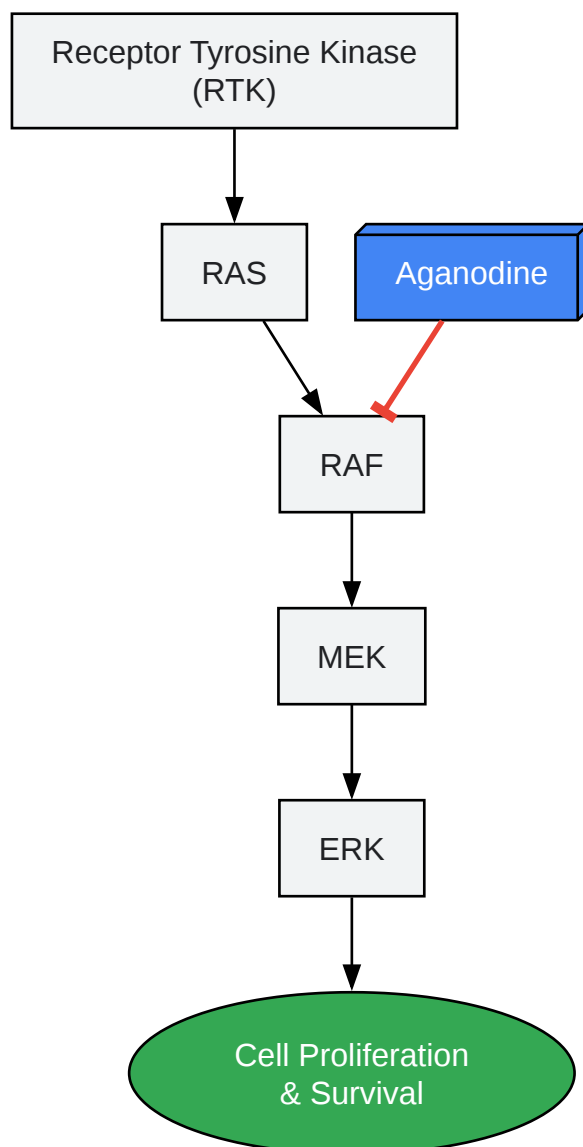 Receptor Tyrosine Kinase
(RTK)
RAS
Aganodine
RAF
MEK
ERK
Cell Proliferation
& Survival